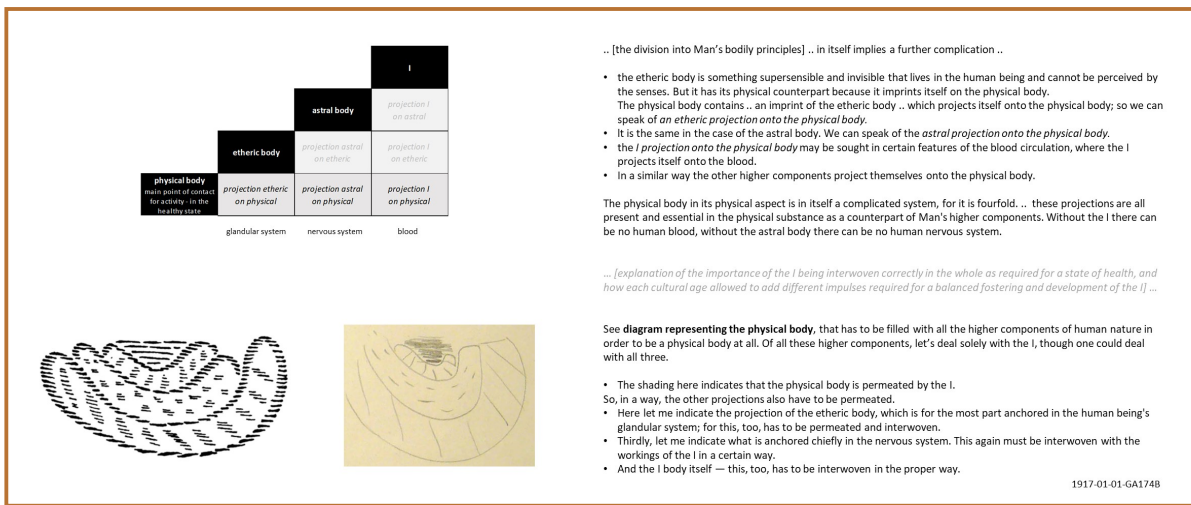 I
astral body
projection I
on astral
etheric body
projection astral
on etheric
projection I
on etheric
physical body
main point of contact
for activity - in the
healthy state
projection etheric
on physical
projection astral
on physical
projection I
on physical
glandular system
nervous system
blood
.. [the division into Man's bodily principles] .. in itself implies a further complication ..
• the etheric body is something supersensible and invisible that lives in the human being and cannot be perceived by
the senses. But it has its physical counterpart because it imprints itself on the physical body.
The physical body contains .. an imprint of the etheric body .. which projects itself onto the physical body; so we can
speak of an etheric projection onto the physical body.
• It is the same in the case of the astral body. We can speak of the astral projection onto the physical body.
• the I projection onto the physical body may be sought in certain features of the blood circulation, where the I
projects itself onto the blood.
• In a similar way the other higher components project themselves onto the physical body.
The physical body in its physical aspect is in itself a complicated system, for it is fourfold. .. these projections are all
present and essential in the physical substance as a counterpart of Man's higher components. Without the I there can
be no human blood, without the astral body there can be no human nervous system.
... [explanation of the importance of the I being interwoven correctly in the whole as required for a state of health, and
how each cultural age allowed to add different impulses required for a balanced fostering and development of the I] ...
See diagram representing the physical body, that has to be filled with all the higher components of human nature in
order to be a physical body at all. Of all these higher components, let's deal solely with the I, though one could deal
with all three.
• The shading here indicates that the physical body is permeated by the I.
So, in a way, the other projections also have to be permeated.
• Here let me indicate the projection of the etheric body, which is for the most part anchored in the human being's
glandular system; for this, too, has to be permeated and interwoven.
• Thirdly, let me indicate what is anchored chiefly in the nervous system. This again must be interwoven with the
workings of the I in a certain way.
• And the I body itself — this, too, has to be interwoven in the proper way.
1917-01-01-GA174B